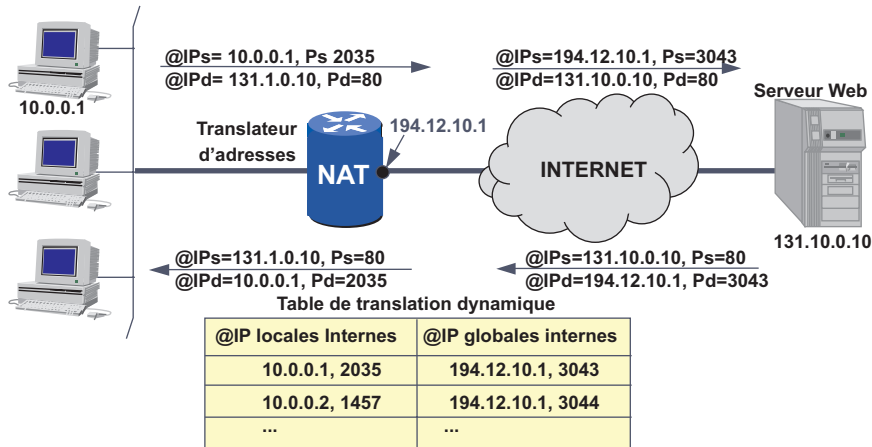 @IPs= 10.0.0.1, Ps 2035
@IPd= 131.1.0.10, Pd=80
@IPs=194.12.10.1, Ps=3043
@IPd=131.10.0.10, Pd=80
Serveur Web
10.0.0.1
Translateur
d'adresses
194.12.10.1
NAT
INTERNET
131.10.0.10
@IPs=131.1.0.10, Ps=80
@IPd=10.0.0.1, Pd=2035
@IPs=131.10.0.10, Ps=80
@IPd=194.12.10.1, Pd=3043
Table de translation dynamique
@IP locales Internes @IP globales internes
10.0.0.1, 2035 194.12.10.1, 3043
10.0.0.2, 1457 194.12.10.1, 3044
... ...